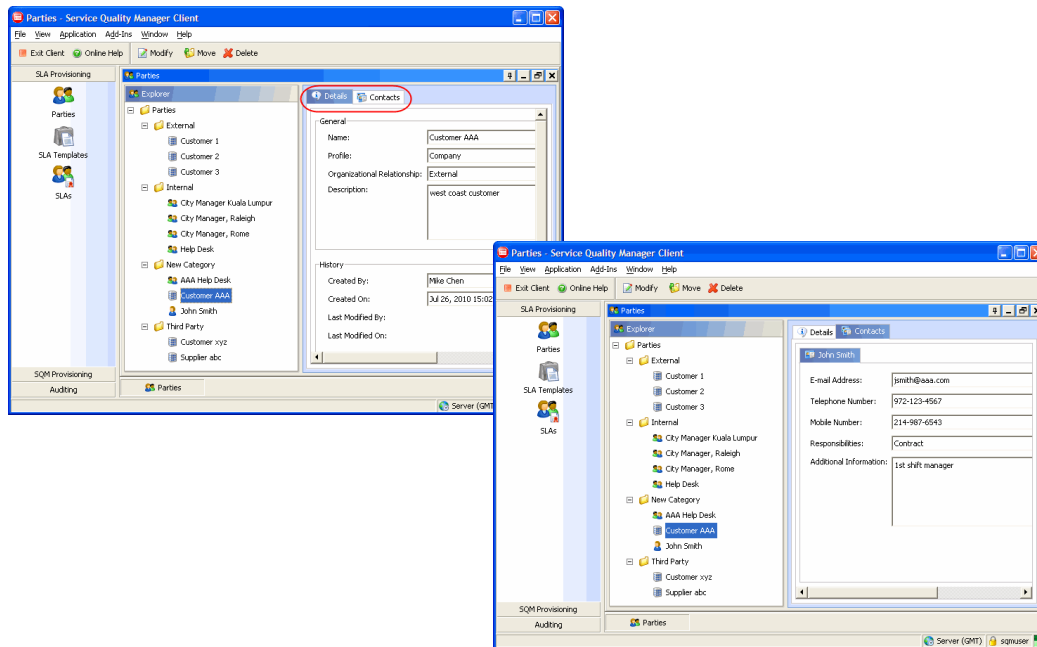 Parties - Service Quality Manager Client
File View Application Add-Ins Window Help
Exit Client Online Help Modify Move Delete
SLA Provisioning
Parties
SLA Templates
SLAs
SQM Provisioning
Auditing
Parties
Explorer
Parties
External
Customer 1
Customer 2
Customer 3
Internal
City Manager Kuala Lumpur
City Manager, Raleigh
City Manager, Rome
Help Desk
New Category
AAA Help Desk
Customer AAA
John Smith
Third Party
Customer xyz
Supplier abc
Details Contacts
General
Name: Customer AAA
Profile: Company
Organizational Relationship: External
Description: west coast customer
History
Created By: Mike Chen
Created On: Jul 26, 2010 15:02
Last Modified By:
Last Modified On:
Parties
Server (GMT
Parties - Service Quality Manager Client
File View Application Add-Ins Window Help
Exit Client Online Help Modify Move Delete
SLA Provisioning
Parties
SLA Templates
SLAs
SQM Provisioning
Auditing
Parties
Explorer
Parties
External
Customer 1
Customer 2
Customer 3
Internal
City Manager Kuala Lumpur
City Manager, Raleigh
City Manager, Rome
Help Desk
New Category
AAA Help Desk
Customer AAA
John Smith
Third Party
Customer xyz
Supplier abc
Details Contacts
John Smith
E-mail Address: jsmith@aaa.com
Telephone Number: 972-123-4567
Mobile Number: 214-987-6543
Responsibilities: Contract
Additional Information: 1st shift manager
Parties
Server (GMT) sqmuser